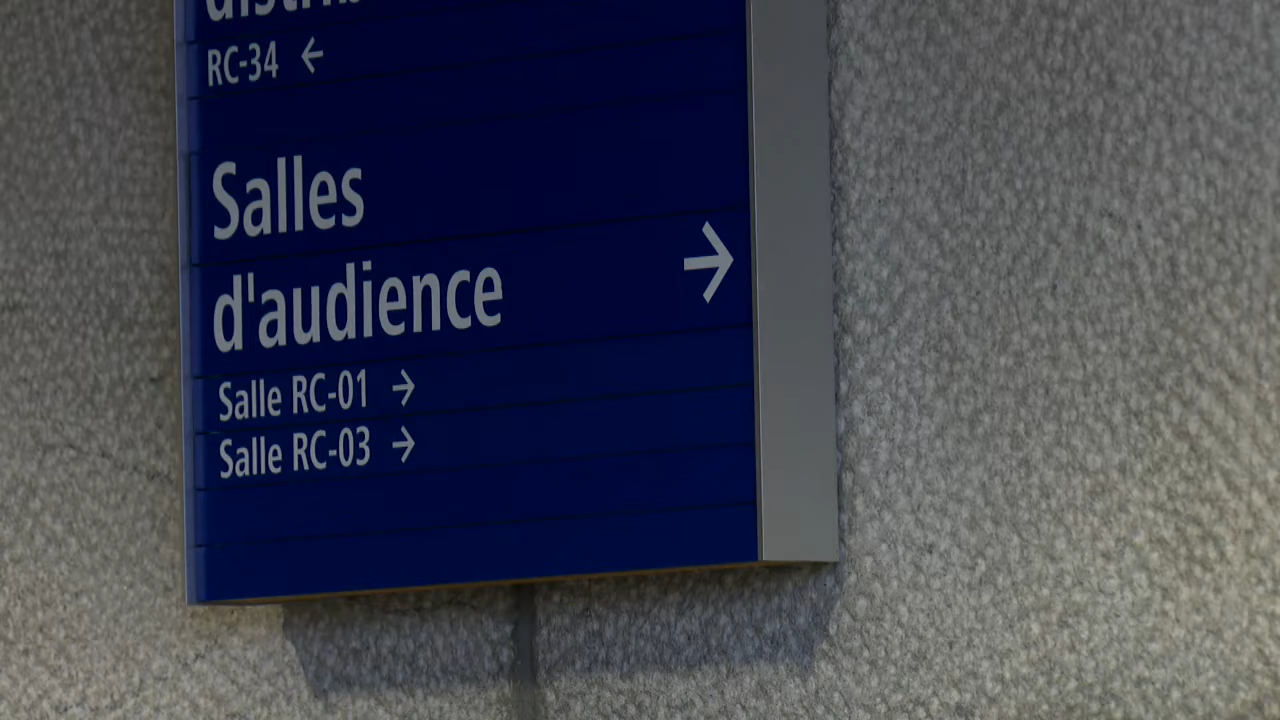 RC-34 ←
Salles
d'audience →
Salle RC-01 →
Salle RC-03 →